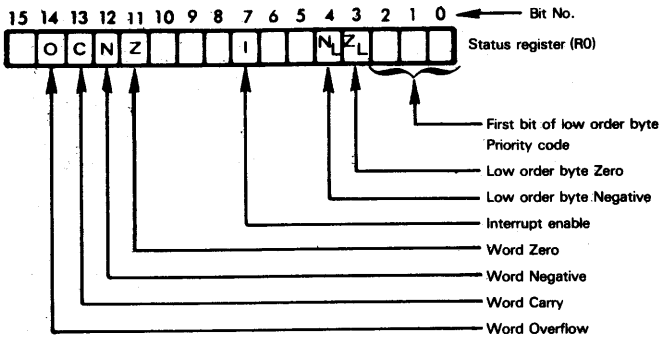 15 14 13 12 11 10 9 8 7 6 5 4 3 2 1 0 Bit No.
O C N Z I NL ZL Status register (R0)
First bit of low order byte
Priority code
Low order byte Zero
Low order byte Negative
Interrupt enable
Word Zero
Word Negative
Word Carry
Word Overflow